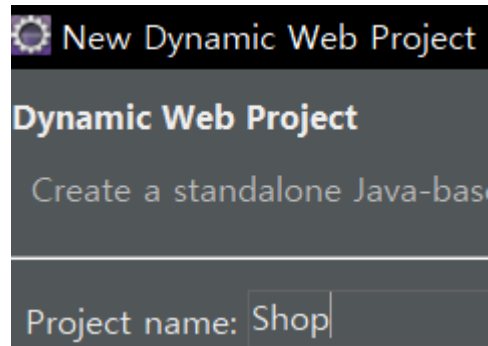 New Dynamic Web Project
Dynamic Web Project
Create a standalone Java-bas
Project name: Shop